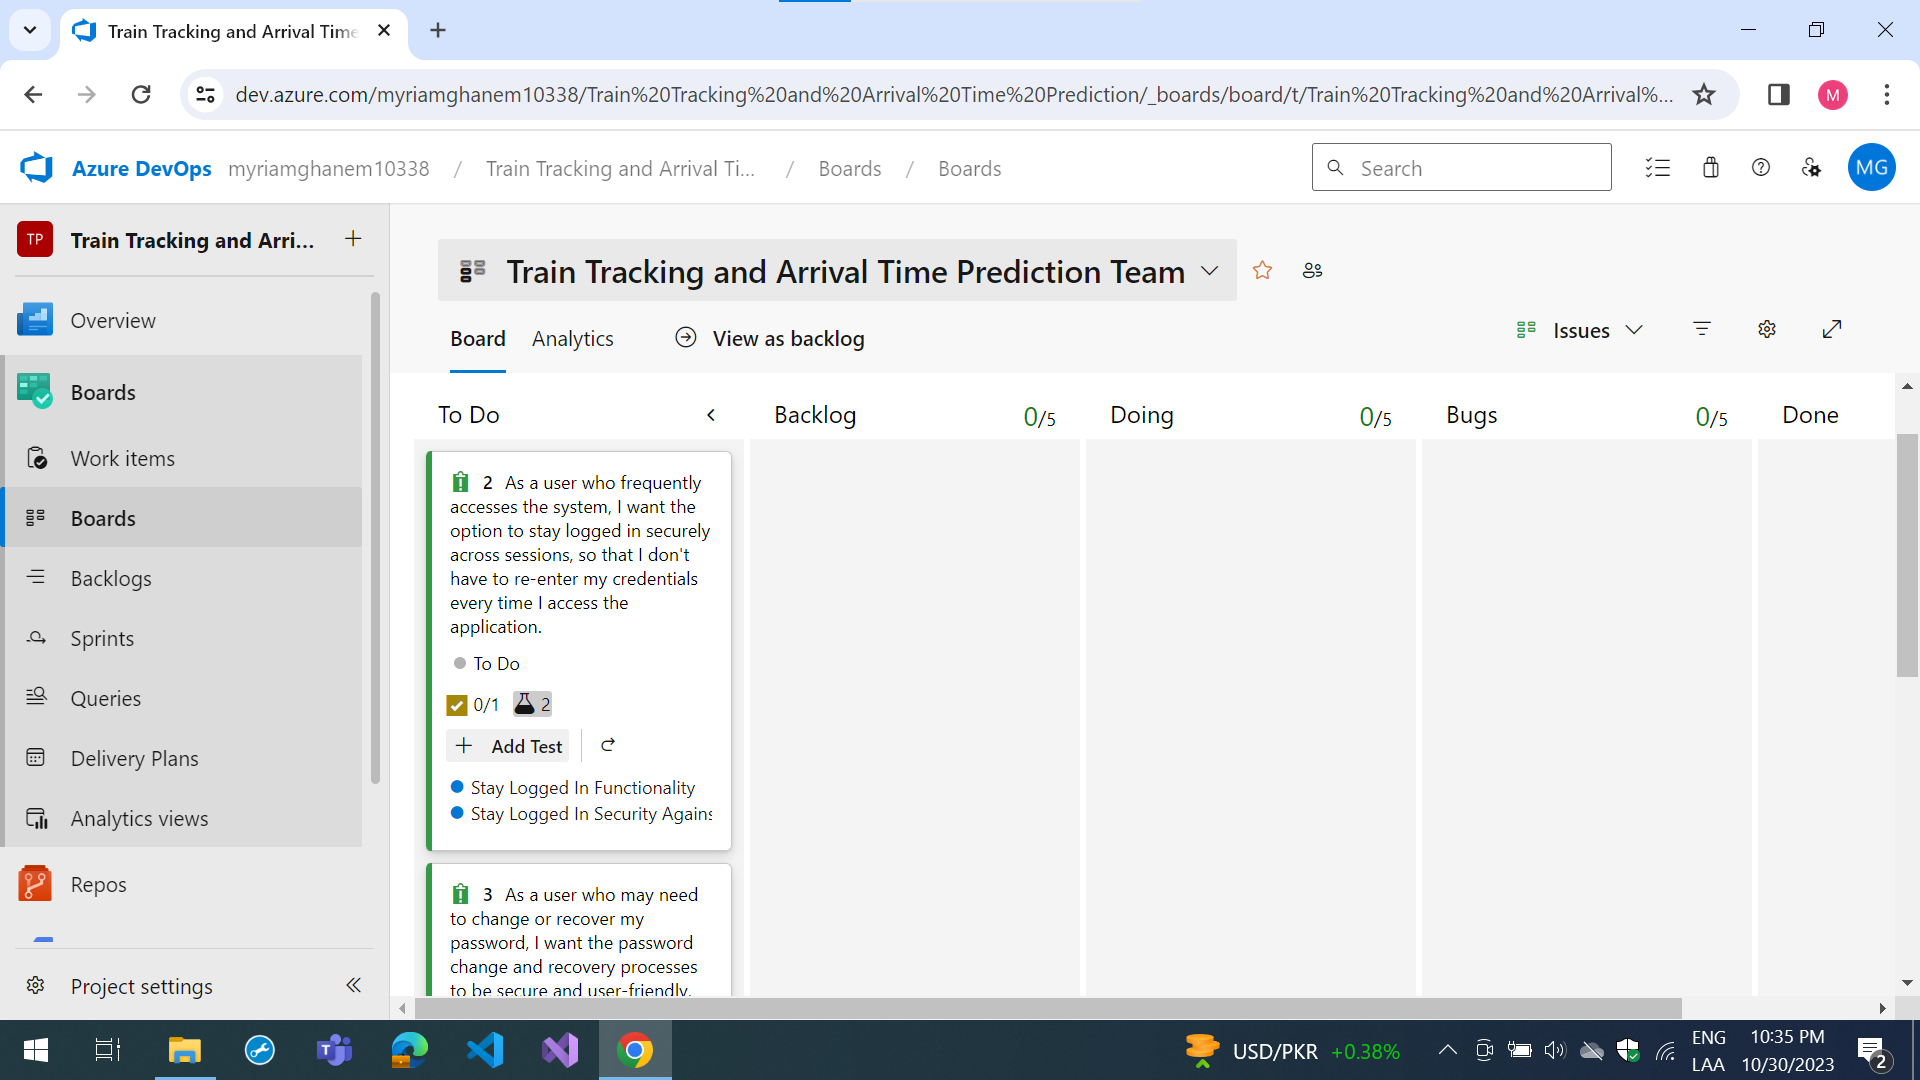 Train Tracking and Arrival Time
dev.azure.com/myriamghanem10338/Train%20Tracking%20and%20Arrival%20Time%20Prediction/_boards/board/t/Train%20Tracking%20and%20Arrival%...
M
Azure DevOps myriamghanem10338 / Train Tracking and Arrival Ti... / Boards / Boards
Search
MG
TP Train Tracking and Arri...
Overview
Boards
Work items
Boards
Backlogs
Sprints
Queries
Delivery Plans
Analytics views
Repos
Project settings
Train Tracking and Arrival Time Prediction Team
Board Analytics View as backlog
Issues
To Do
Backlog 0/5
Doing 0/5
Bugs 0/5
Done
2 As a user who frequently
accesses the system, I want the
option to stay logged in securely
across sessions, so that I don't
have to re-enter my credentials
every time I access the
application.
To Do
0/1 2
Add Test
Stay Logged In Functionality
Stay Logged In Security Agains
3 As a user who may need
to change or recover my
password, I want the password
change and recovery processes
to be secure and user-friendly.
USD/PKR +0.38%
ENG
LAA
10:35 PM
10/30/2023
2